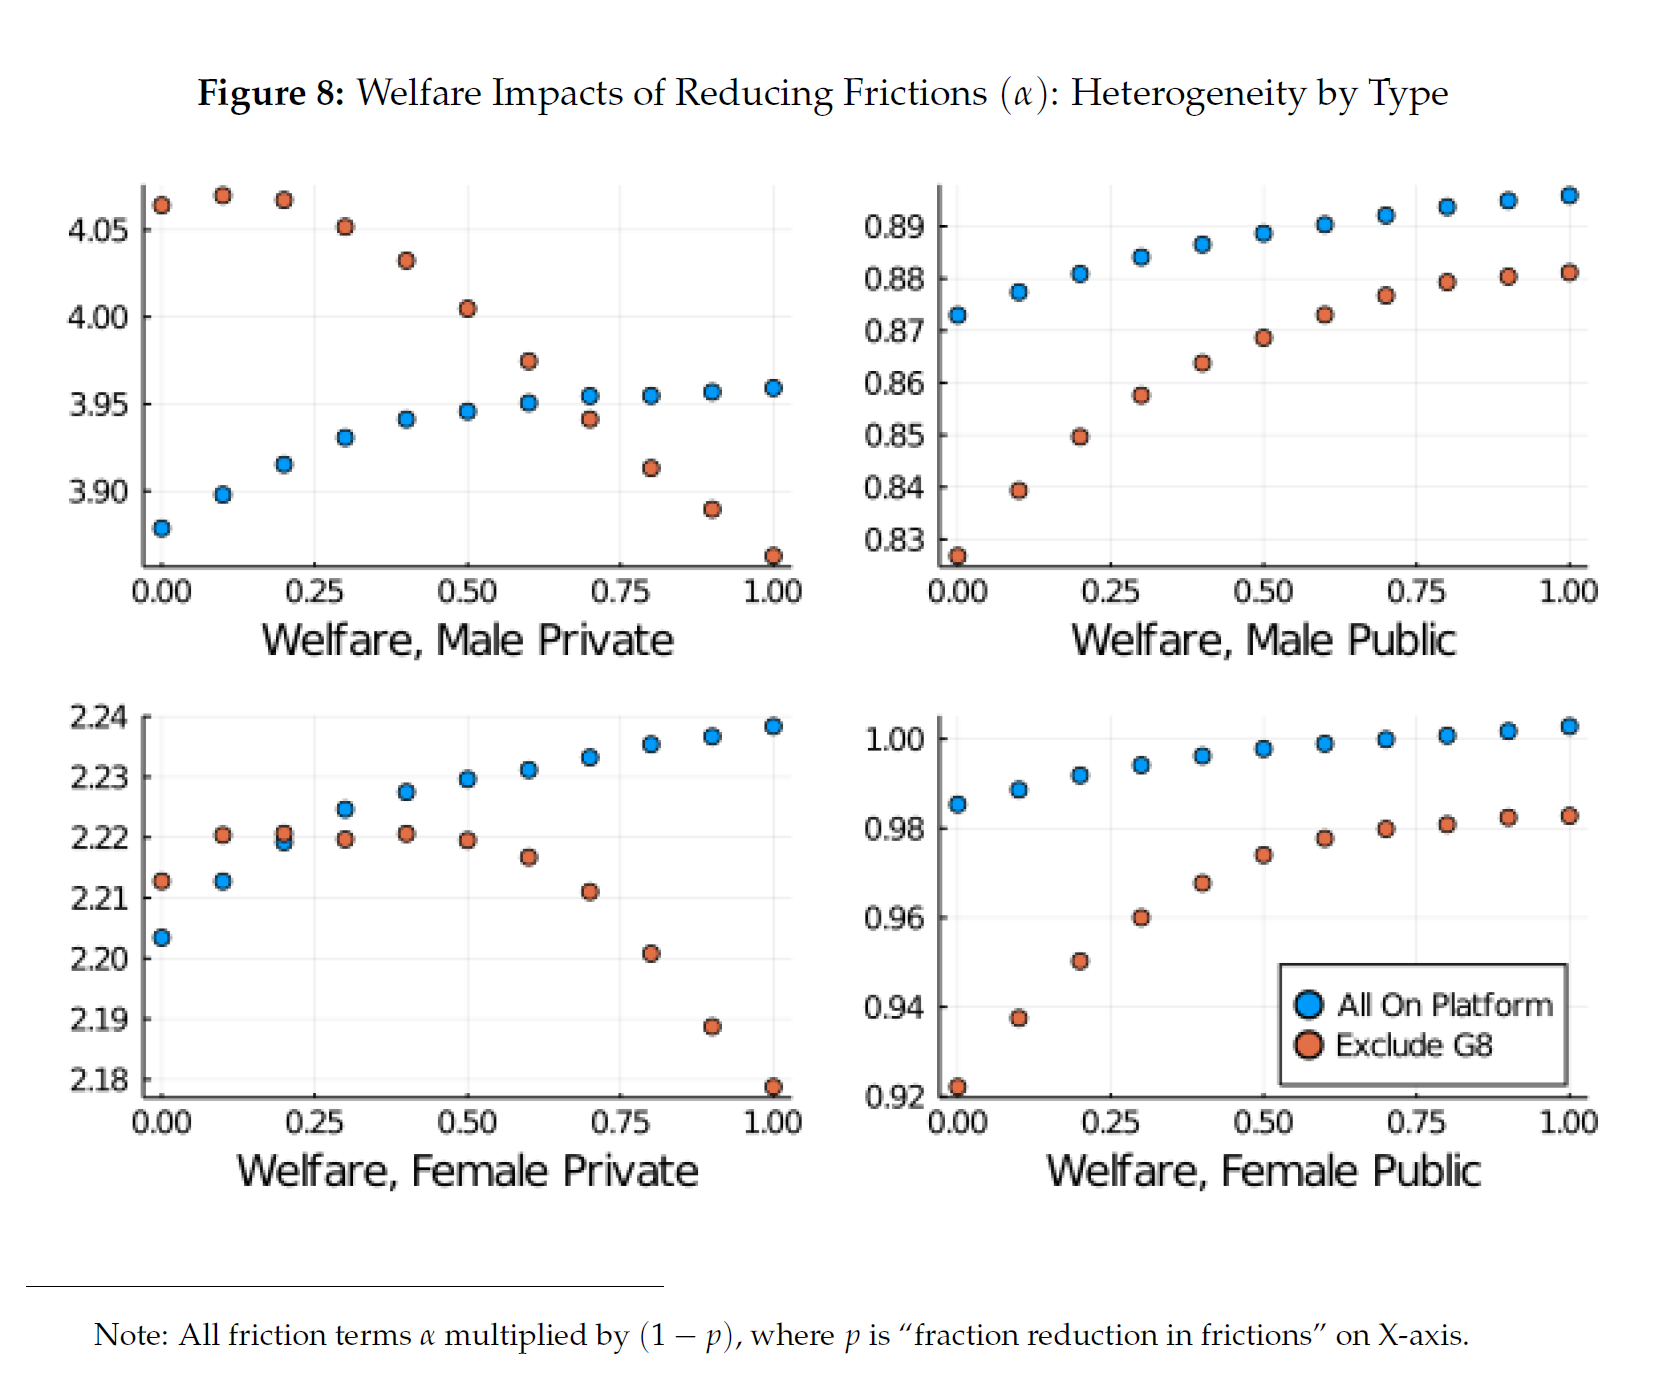 Figure 8: Welfare Impacts of Reducing Frictions (α): Heterogeneity by Type
4.05
4.00
3.95
3.90
0.00 0.25 0.50 0.75 1.00
Welfare, Male Private
0.89
0.88
0.87
0.86
0.85
0.84
0.83
0.00 0.25 0.50 0.75 1.00
Welfare, Male Public
2.24
2.23
2.22
2.21
2.20
2.19
2.18
0.00 0.25 0.50 0.75 1.00
Welfare, Female Private
1.00
0.98
0.96
0.94
0.92
All On Platform
Exclude G8
0.00 0.25 0.50 0.75 1.00
Welfare, Female Public
Note: All friction terms α multiplied by (1 − p), where p is “fraction reduction in frictions” on X-axis.